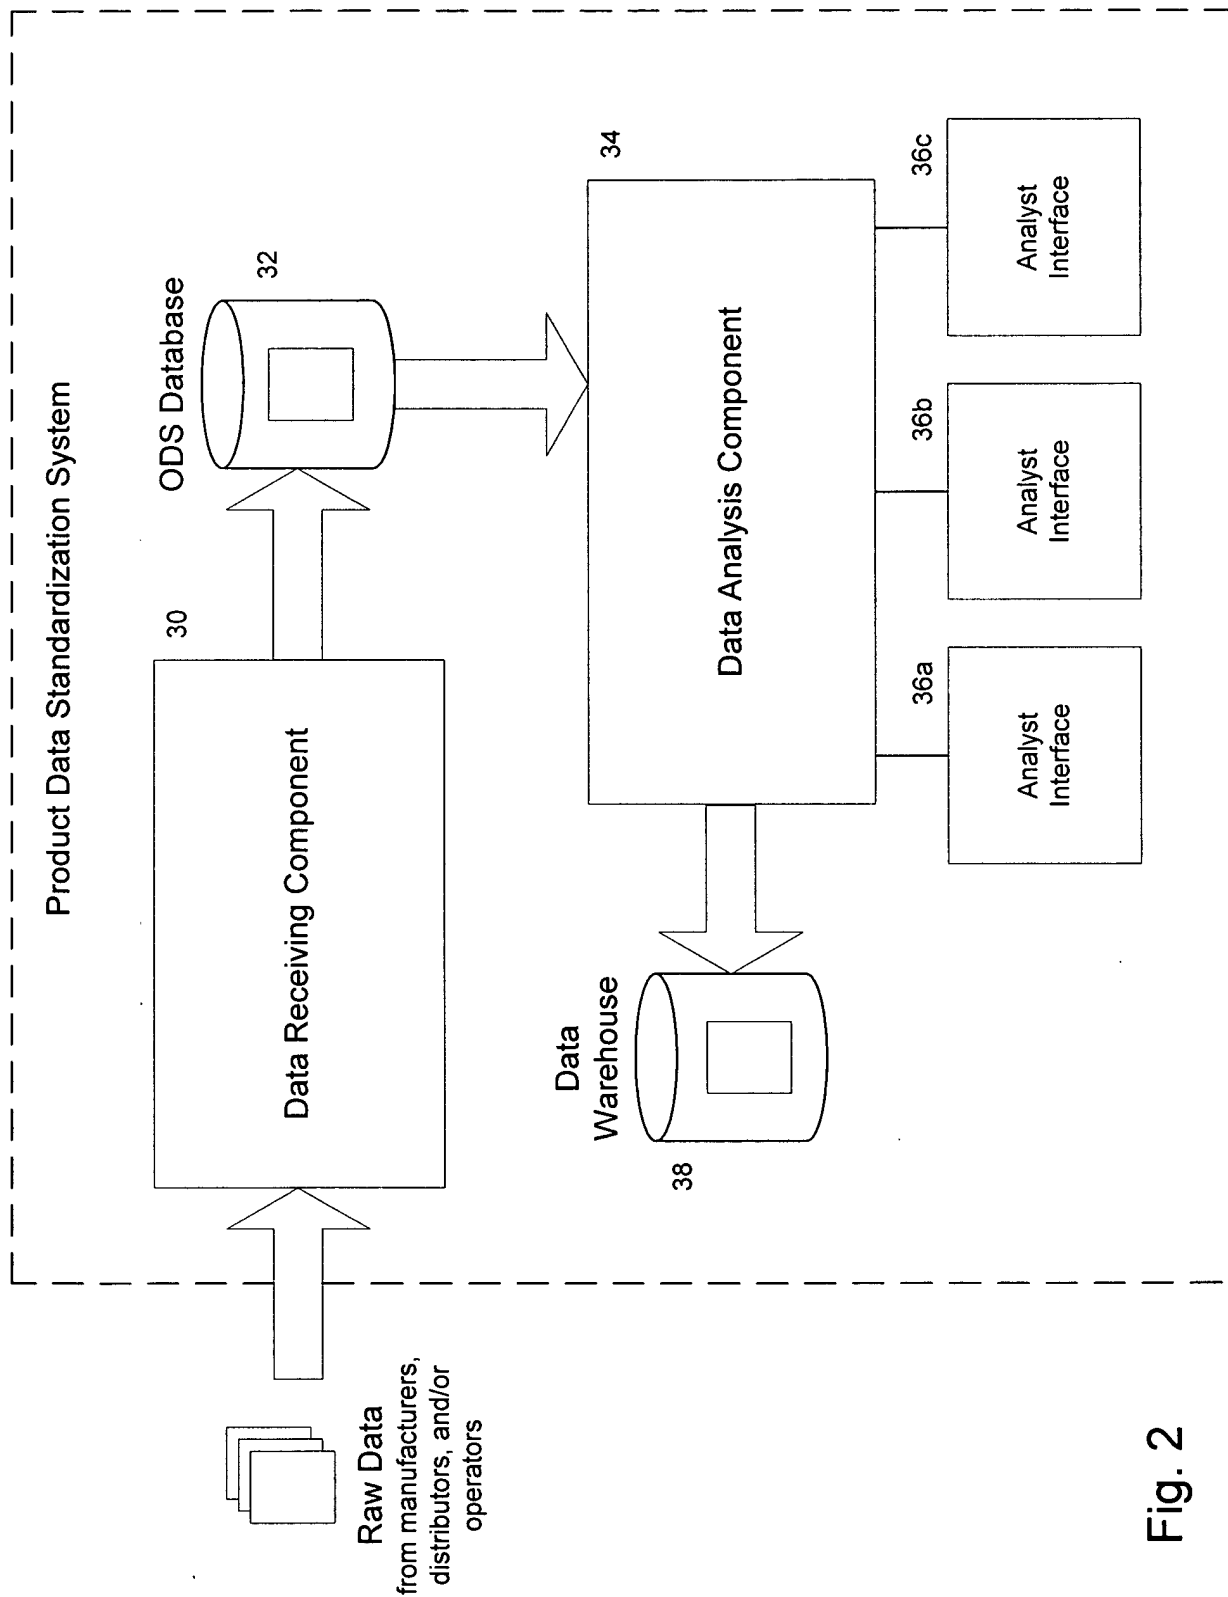 Product Data Standardization System
ODS Database
32
30
Data Receiving Component
Raw Data
from manufacturers,
distributors, and/or
operators
34
Data Analysis Component
Data
Warehouse
38
36a
Analyst
Interface
36b
Analyst
Interface
36c
Analyst
Interface
Fig. 2